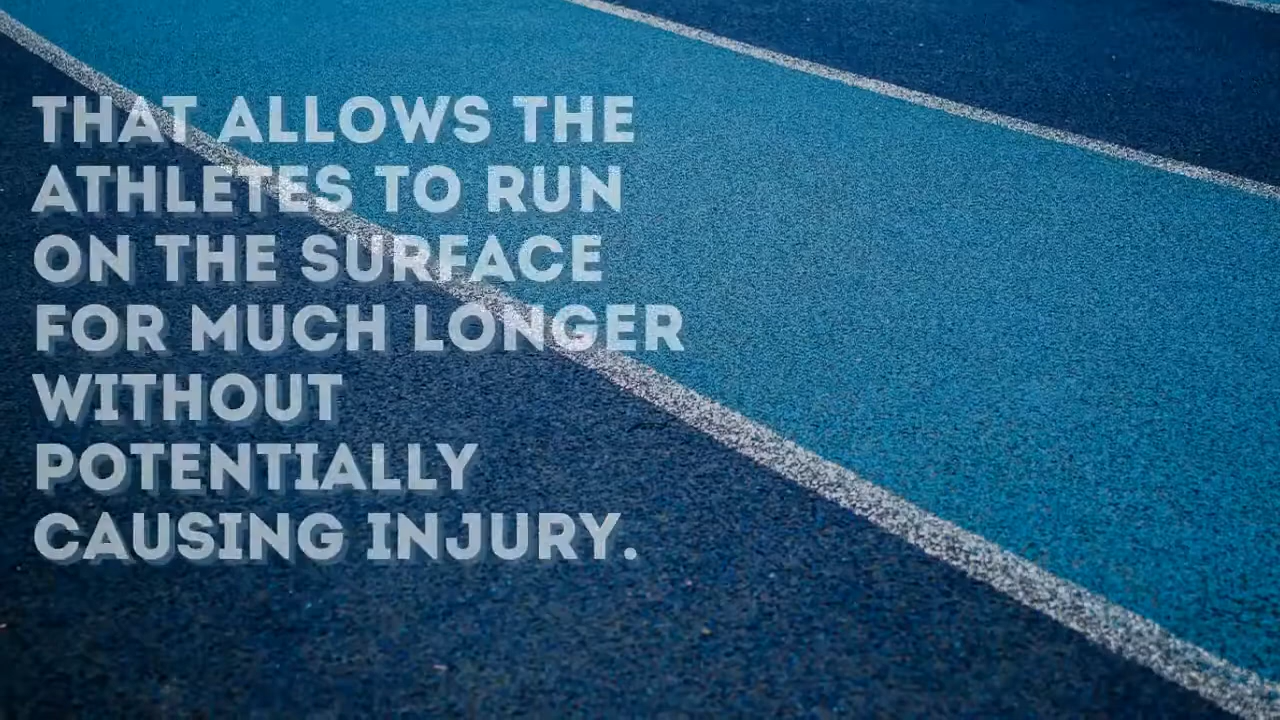 THAT ALLOWS THE
ATHLETES TO RUN
ON THE SURFACE
FOR MUCH LONGER
WITHOUT
POTENTIALLY
CAUSING INJURY.